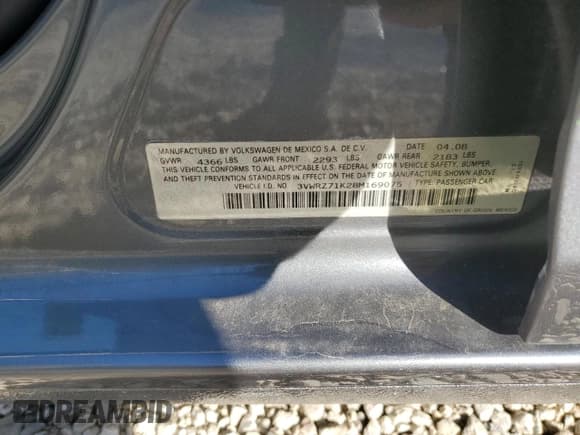 MANUFACTURED BY VOLKSWAGEN DE MEXICO S.A. DE C.V. DATE 04.08
GVWR 4366 LBS GAWR FRONT 2293 LBS GAWR REAR 2183 LBS
THIS VEHICLE CONFORMS TO ALL APPLICABLE U.S. FEDERAL MOTOR VEHICLE SAFETY, BUMPER,
AND THEFT PREVENTION STANDARDS IN EFFECT ON THE DATE OF MANUFACTURE SHOWN ABOVE.
VEHICLE I.D.: 3VWRZ71K28M169075 TYPE: PASSENGER CAR
COUNTRY OF ORIGIN: MEXICO
DREAMBID